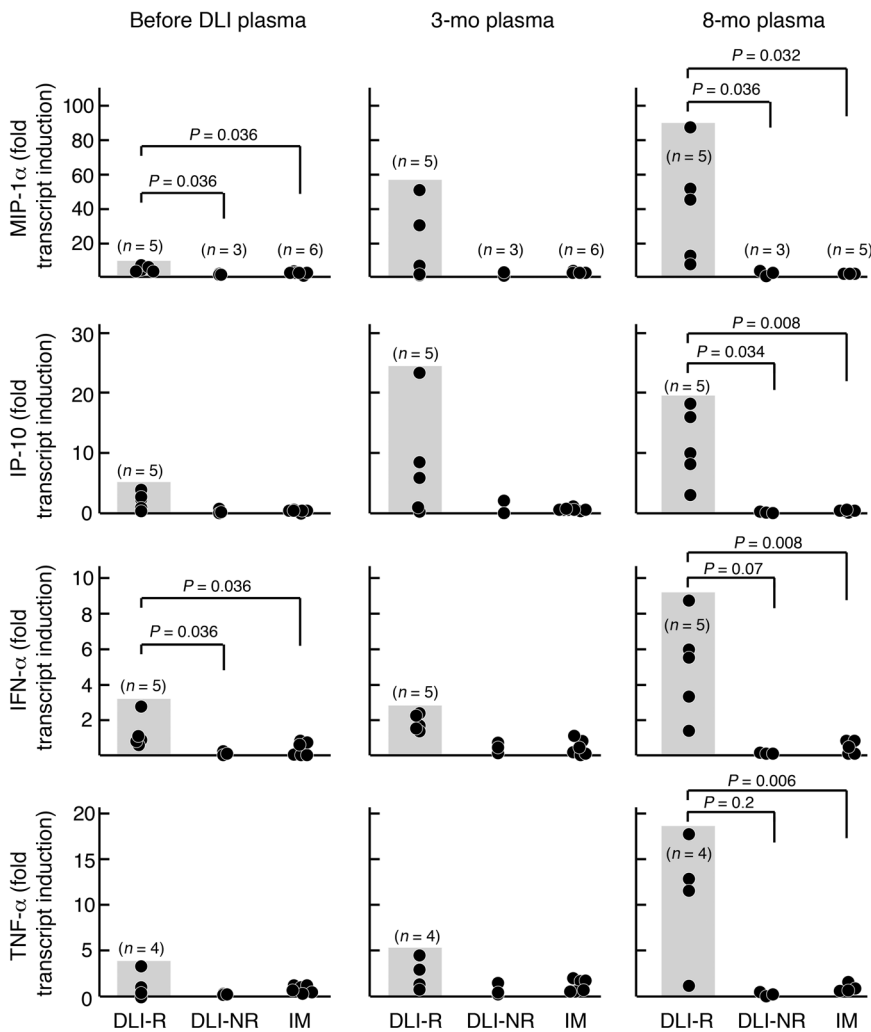 Before DLI plasma
3-mo plasma
8-mo plasma
MIP-1α (fold
transcript induction)
100
80
60
40
20
P = 0.036
P = 0.036
(n = 5)
(n = 3)
(n = 6)
(n = 5)
(n = 3)
(n = 6)
P = 0.032
P = 0.036
(n = 5)
(n = 3)
(n = 5)
IP-10 (fold
transcript induction)
30
20
10
0
(n = 5)
(n = 5)
P = 0.008
P = 0.034
(n = 5)
IFN-α (fold
transcript induction)
10
8
6
4
2
P = 0.036
P = 0.036
(n = 5)
(n = 5)
P = 0.008
P = 0.07
(n = 5)
TNF-α (fold
transcript induction)
20
15
10
5
0
(n = 4)
(n = 4)
P = 0.006
P = 0.2
(n = 4)
DLI-R DLI-NR IM
DLI-R DLI-NR IM
DLI-R DLI-NR IM